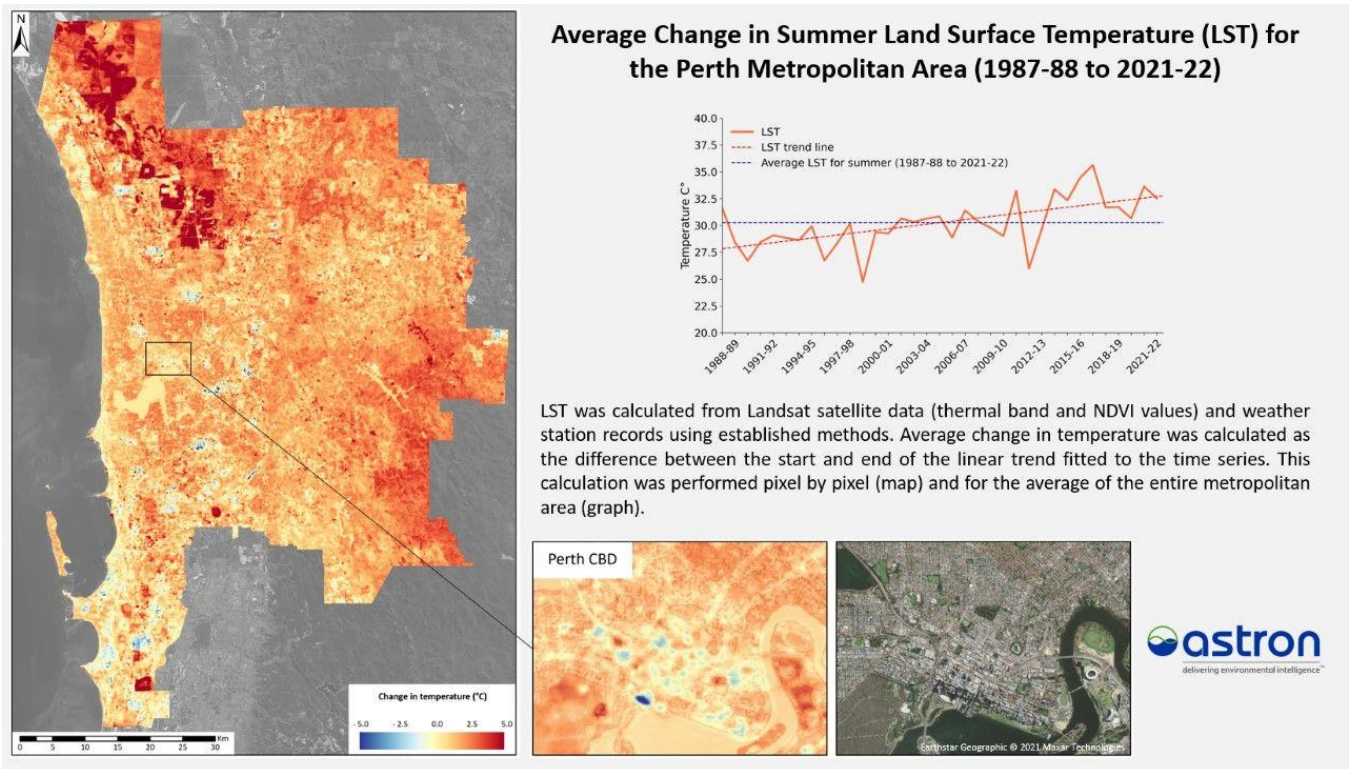 N
Average Change in Summer Land Surface Temperature (LST) for
the Perth Metropolitan Area (1987-88 to 2021-22)
40.0
37.5
35.0
32.5
30.0
27.5
25.0
22.5
20.0
Temperature C°
LST
LST trend line
Average LST for summer (1987-88 to 2021-22)
1988-89
1991-92
1994-95
1997-98
2000-01
2003-04
2006-07
2009-10
2012-13
2015-16
2018-19
2021-22
LST was calculated from Landsat satellite data (thermal band and NDVI values) and weather
station records using established methods. Average change in temperature was calculated as
the difference between the start and end of the linear trend fitted to the time series. This
calculation was performed pixel by pixel (map) and for the average of the entire metropolitan
area (graph).
Perth CBD
Earthstar Geographic © 2021 Maxar Technologies
astron
delivering environmental intelligence™
Change in temperature (°C)
- 5.0 - 2.5 0.0 2.5 5.0
0 5 10 15 20 25 30 Km